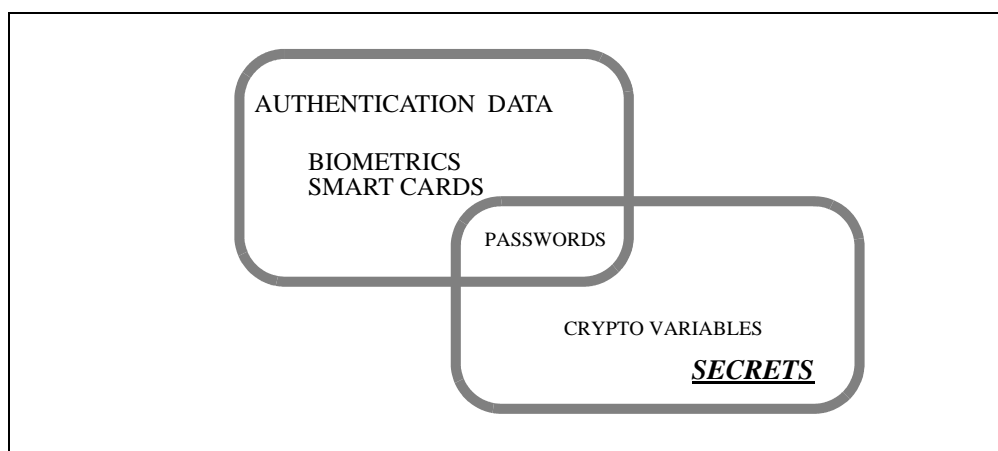 AUTHENTICATION DATA
BIOMETRICS
SMART CARDS
PASSWORDS
CRYPTO VARIABLES
SECRETS